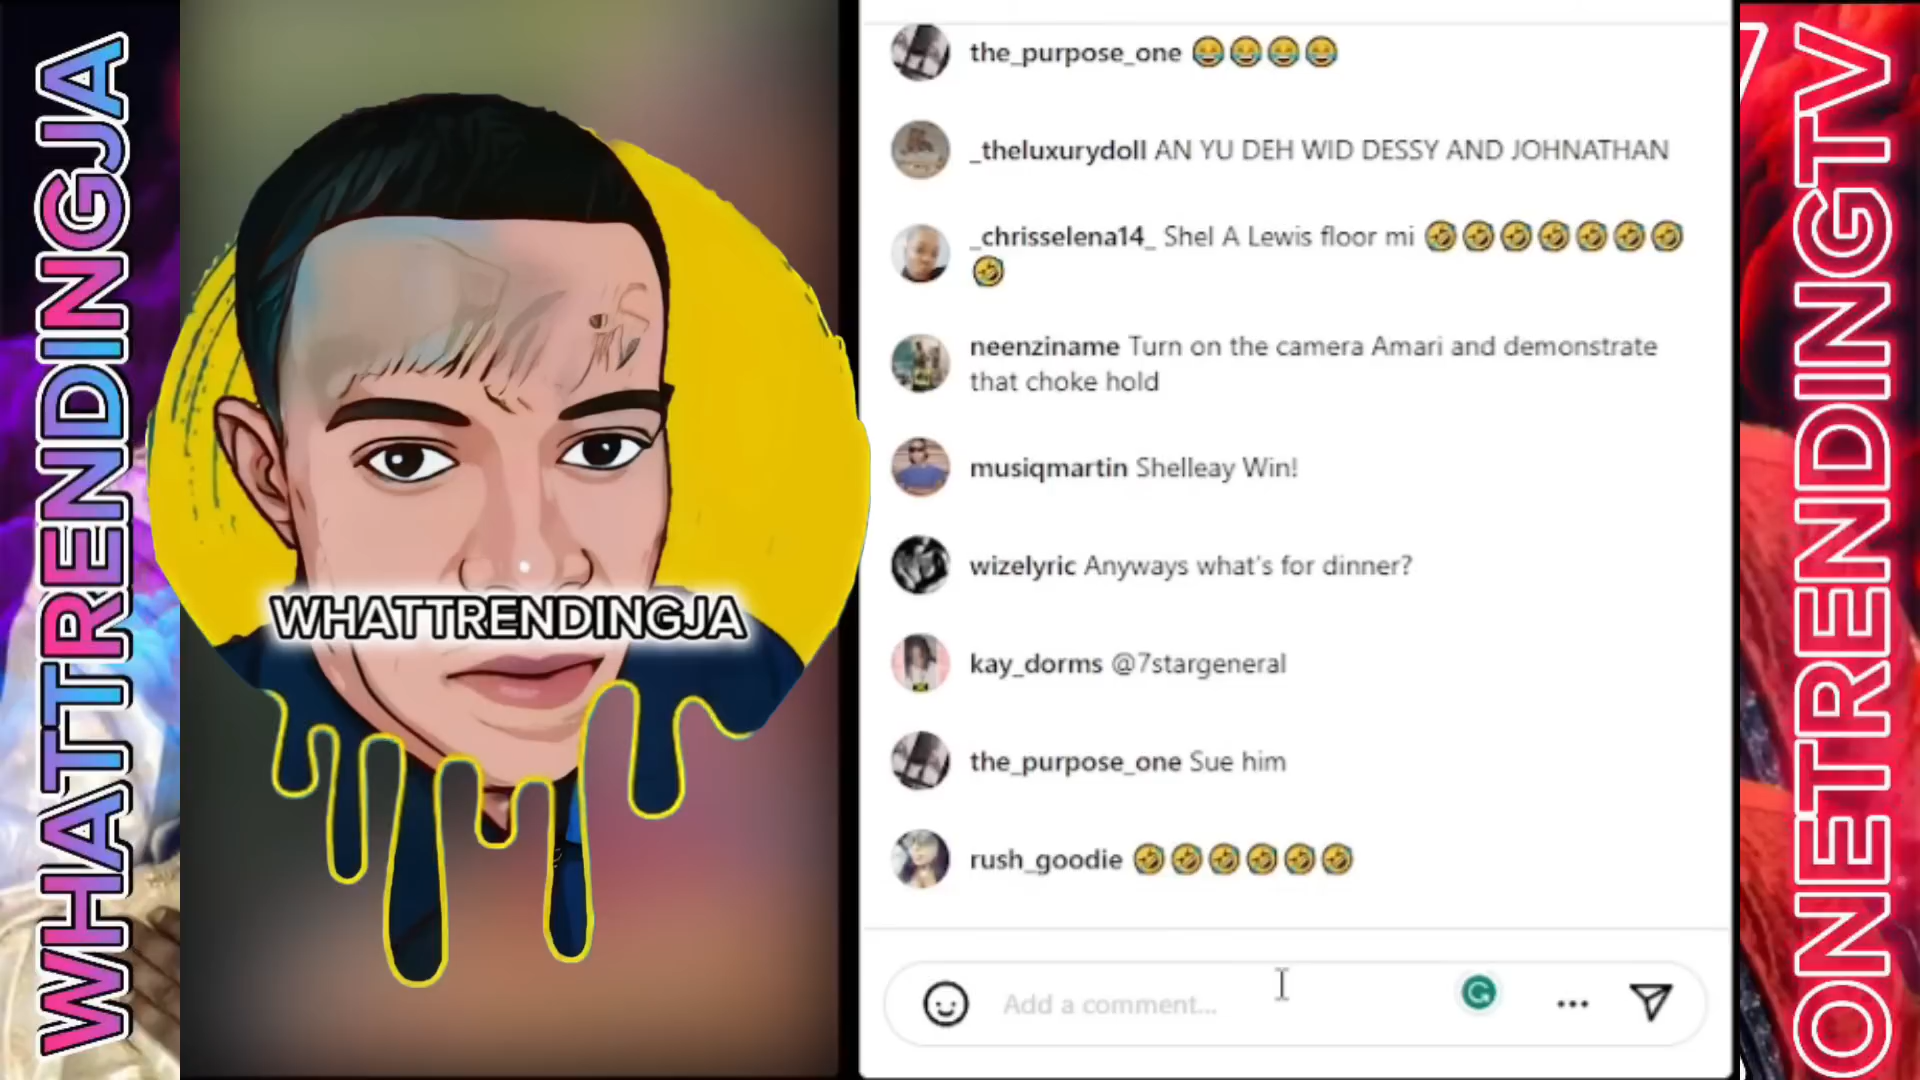 WHATTRENDINGJA
WHATTRENDINGJA
the_purpose_one 😂😂😂😂
_theluxurydoll AN YU DEH WID DESSY AND JOHNATHAN
_chrisselena14_ Shel A Lewis floor mi 🤣🤣🤣🤣🤣🤣🤣
🤣
neenziname Turn on the camera Amari and demonstrate
that choke hold
musiqmartin Shelleay Win!
wizelyric Anyways what's for dinner?
kay_dorms @7stargeneral
the_purpose_one Sue him
rush_goodie 🤣🤣🤣🤣🤣🤣
Add a comment...
ONETRENDINGTV